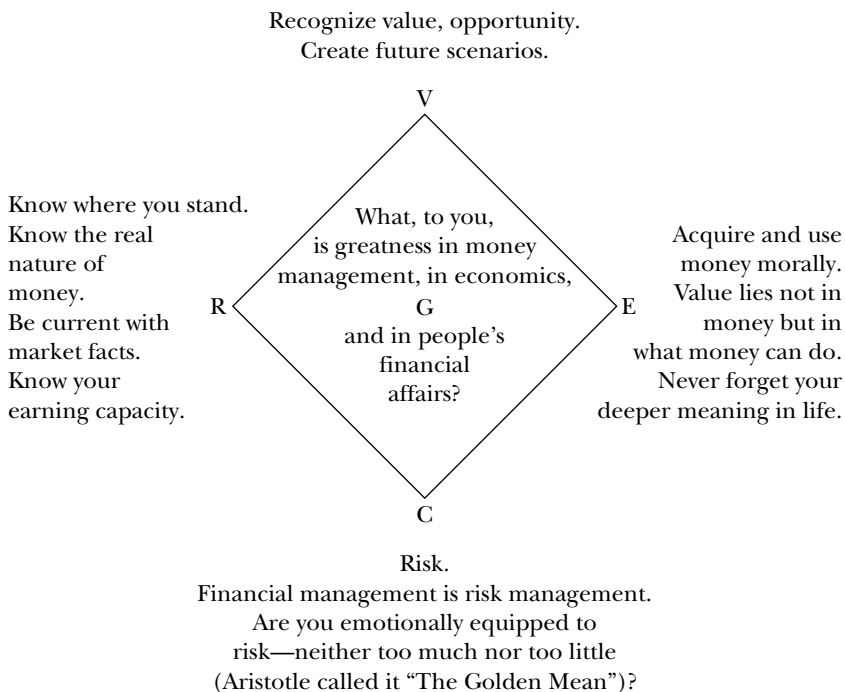 Recognize value, opportunity.
Create future scenarios.
V
Know where you stand.
Know the real
nature of
money.
Be current with
market facts.
Know your
earning capacity.
R
What, to you,
is greatness in money
management, in economics,
G
and in people’s
financial
affairs?
E
Acquire and use
money morally.
Value lies not in
money but in
what money can do.
Never forget your
deeper meaning in life.
C
Risk.
Financial management is risk management.
Are you emotionally equipped to
risk—neither too much nor too little
(Aristotle called it “The Golden Mean”)?